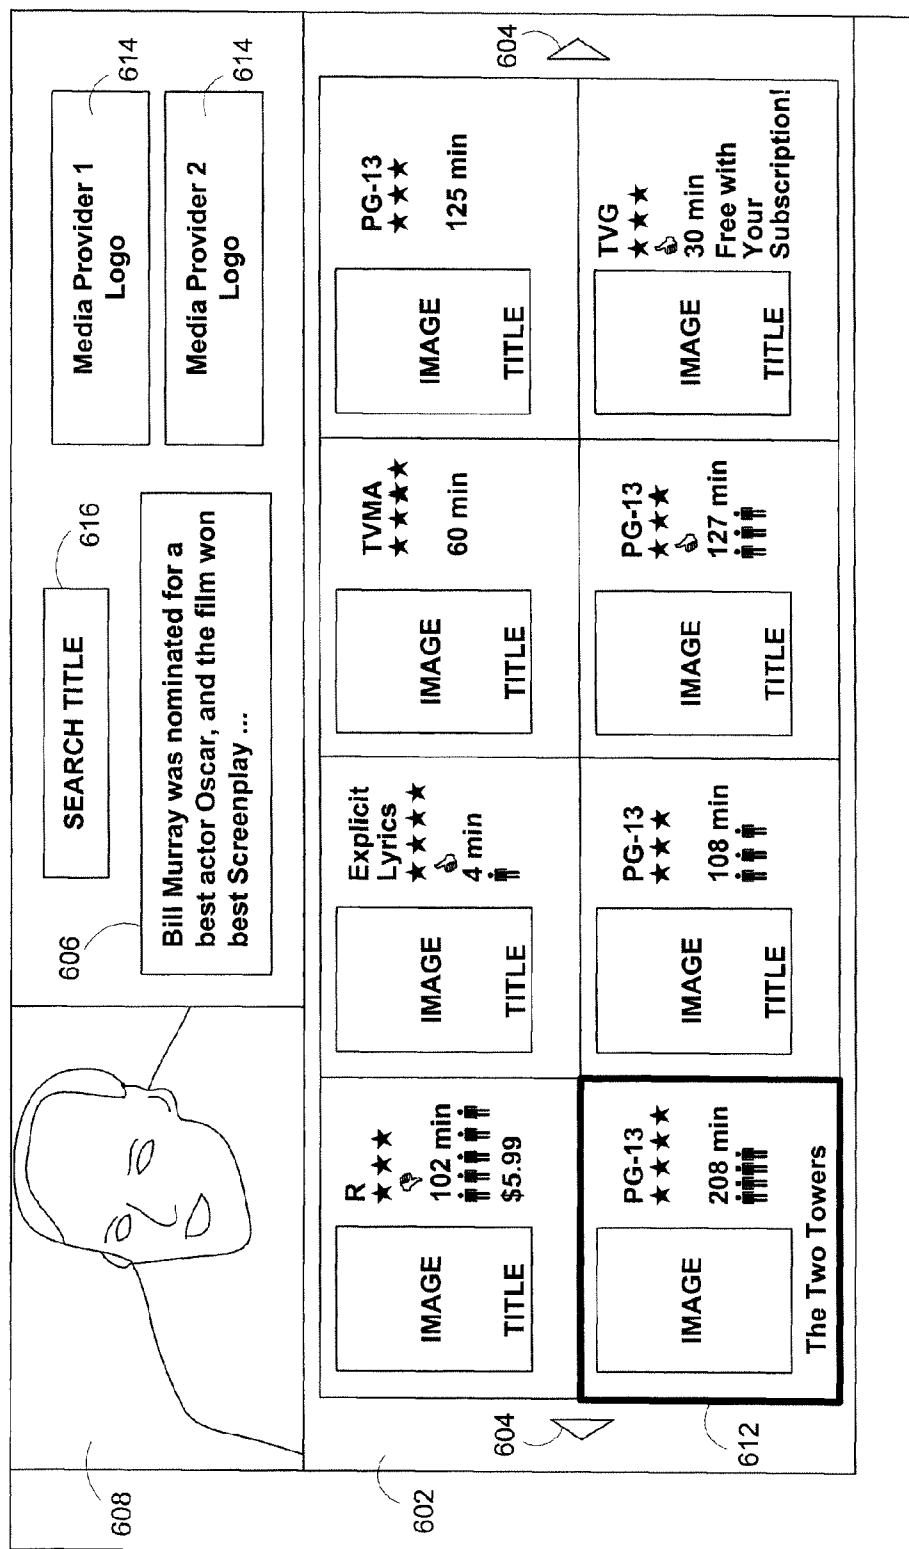 608
606
SEARCH TITLE
616
Bill Murray was nominated for a
best actor Oscar, and the film won
best Screenplay ...
Media Provider 1
Logo
614
Media Provider 2
Logo
614
602
604
604
IMAGE
TITLE
R
102 min
$5.99
IMAGE
TITLE
Explicit
Lyrics
4 min
IMAGE
TITLE
TVMA
60 min
IMAGE
TITLE
PG-13
125 min
IMAGE
PG-13
208 min
The Two Towers
612
IMAGE
TITLE
PG-13
108 min
IMAGE
TITLE
PG-13
127 min
IMAGE
TITLE
TVG
30 min
Free with
Your
Subscription!